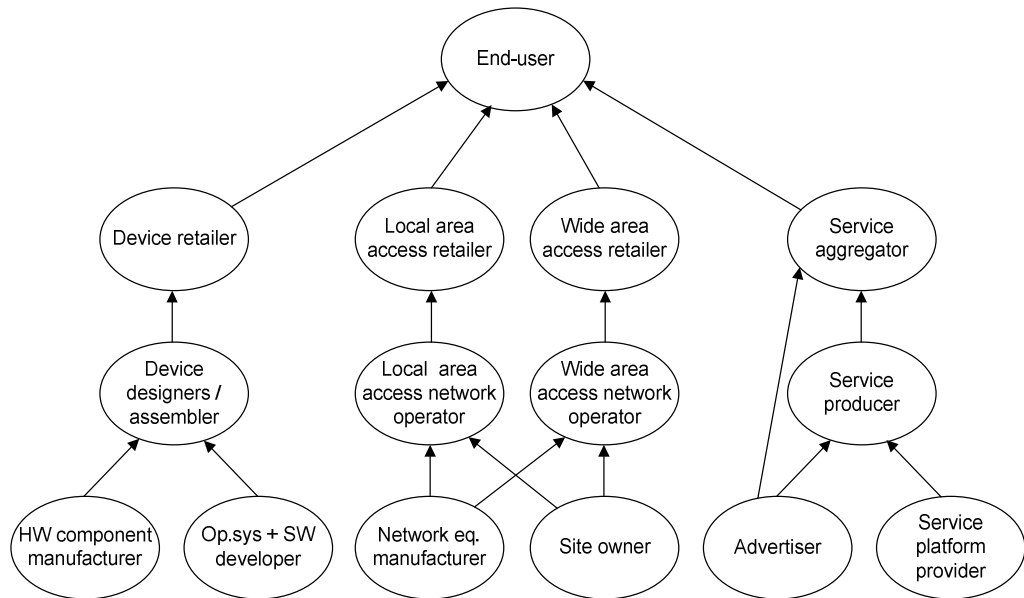 End-user
Device retailer
Local area
access retailer
Wide area
access retailer
Service
aggregator
Device
designers /
assembler
Local area
access network
operator
Wide area
access network
operator
Service
producer
HW component
manufacturer
Op.sys + SW
developer
Network eq.
manufacturer
Site owner
Advertiser
Service
platform
provider